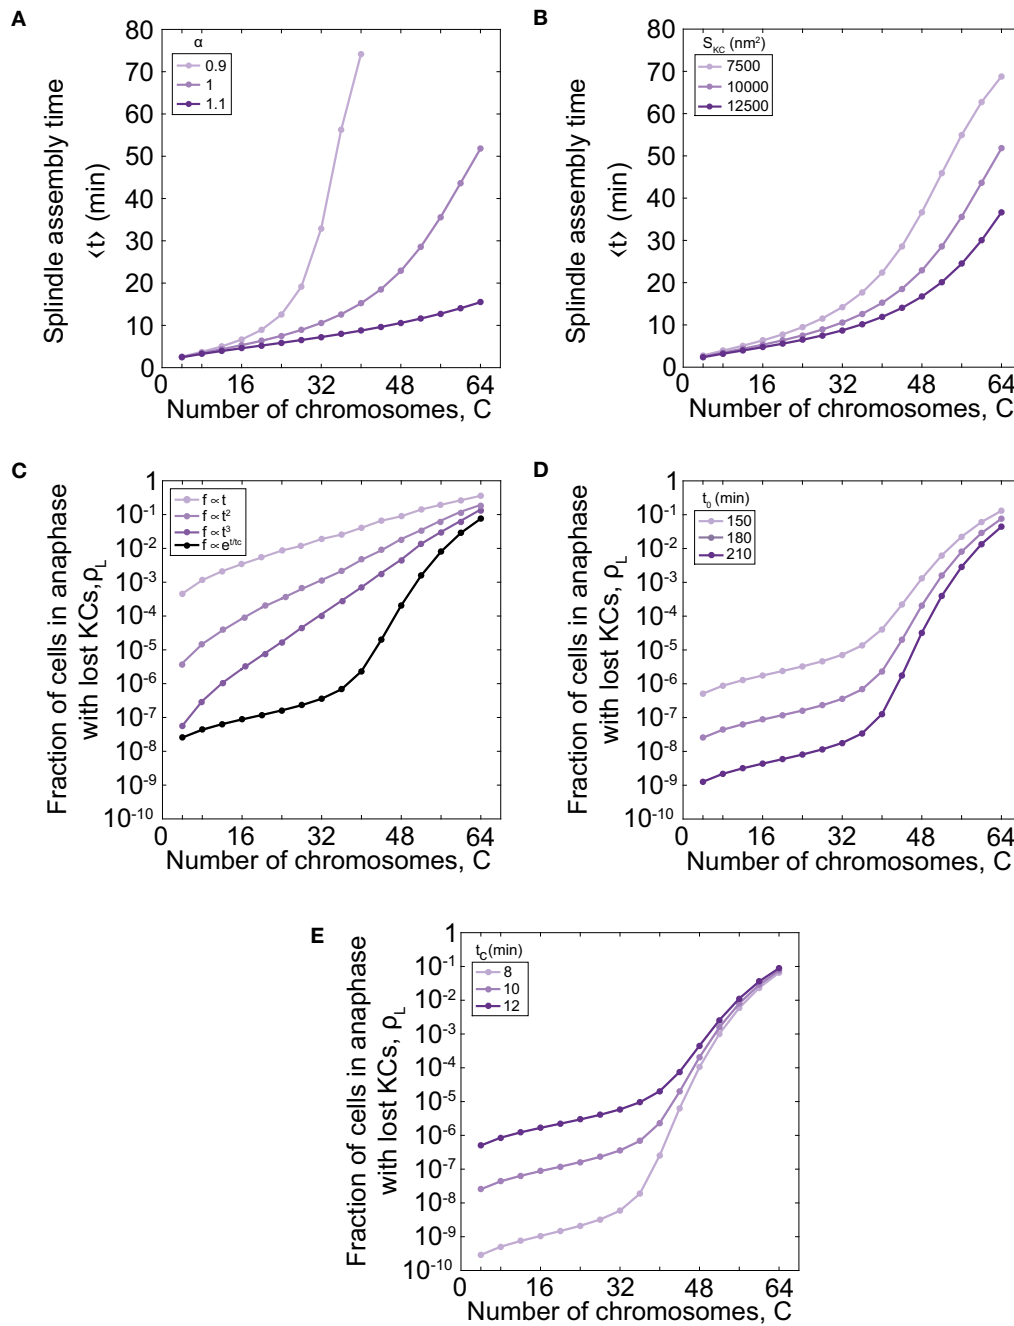 A
Splindle assembly time
⟨t⟩ (min)
80
70
60
50
40
30
20
10
0
α
0.9
1
1.1
0 16 32 48 64
Number of chromosomes, C
B
Splindle assembly time
⟨t⟩ (min)
80
70
60
50
40
30
20
10
0
S_KC (nm²)
7500
10000
12500
0 16 32 48 64
Number of chromosomes, C
C
Fraction of cells in anaphase
with lost KCs, ρ_L
1
10⁻¹
10⁻²
10⁻³
10⁻⁴
10⁻⁵
10⁻⁶
10⁻⁷
10⁻⁸
10⁻⁹
10⁻¹⁰
f ∝ t
f ∝ t²
f ∝ t³
f ∝ e^{t/tc}
0 16 32 48 64
Number of chromosomes, C
D
Fraction of cells in anaphase
with lost KCs, ρ_L
1
10⁻¹
10⁻²
10⁻³
10⁻⁴
10⁻⁵
10⁻⁶
10⁻⁷
10⁻⁸
10⁻⁹
10⁻¹⁰
t₀ (min)
150
180
210
0 16 32 48 64
Number of chromosomes, C
E
Fraction of cells in anaphase
with lost KCs, ρ_L
1
10⁻¹
10⁻²
10⁻³
10⁻⁴
10⁻⁵
10⁻⁶
10⁻⁷
10⁻⁸
10⁻⁹
10⁻¹⁰
t_C (min)
8
10
12
0 16 32 48 64
Number of chromosomes, C